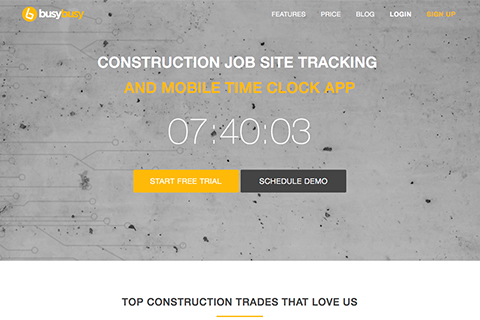 busybusy
FEATURES PRICE BLOG LOGIN SIGN UP
CONSTRUCTION JOB SITE TRACKING
AND MOBILE TIME CLOCK APP
07:40:03
START FREE TRIAL SCHEDULE DEMO
TOP CONSTRUCTION TRADES THAT LOVE US